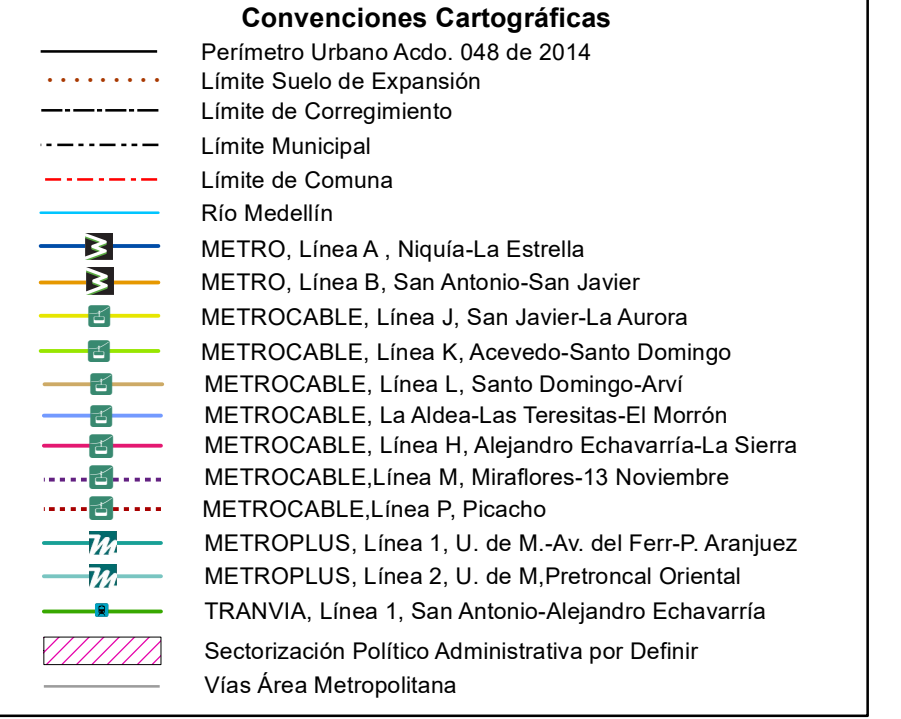 Convenciones Cartográficas
Perímetro Urbano Acdo. 048 de 2014
Límite Suelo de Expansión
Límite de Corregimiento
Límite Municipal
Límite de Comuna
Río Medellín
METRO, Línea A , Niquía-La Estrella
METRO, Línea B, San Antonio-San Javier
METROCABLE, Línea J, San Javier-La Aurora
METROCABLE, Línea K, Acevedo-Santo Domingo
METROCABLE, Línea L, Santo Domingo-Arví
METROCABLE, La Aldea-Las Teresitas-El Morrón
METROCABLE, Línea H, Alejandro Echavarría-La Sierra
METROCABLE,Línea M, Miraflores-13 Noviembre
METROCABLE,Línea P, Picacho
METROPLUS, Línea 1, U. de M.-Av. del Ferr-P. Aranjuez
METROPLUS, Línea 2, U. de M,Pretroncal Oriental
TRANVIA, Línea 1, San Antonio-Alejandro Echavarría
Sectorización Político Administrativa por Definir
Vías Área Metropolitana